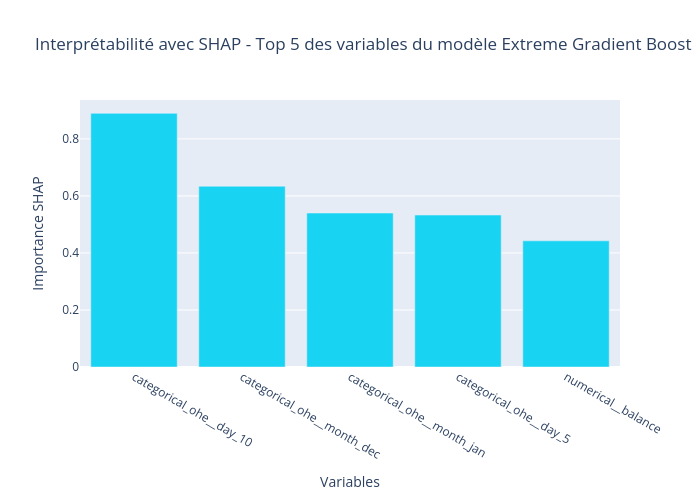 Interprétabilité avec SHAP - Top 5 des variables du modèle Extreme Gradient Boost
Importance SHAP
0.8
0.6
0.4
0.2
0
categorical_ohe__day_10
categorical_ohe__month_dec
categorical_ohe__month_jan
categorical_ohe__day_5
numerical__balance
Variables